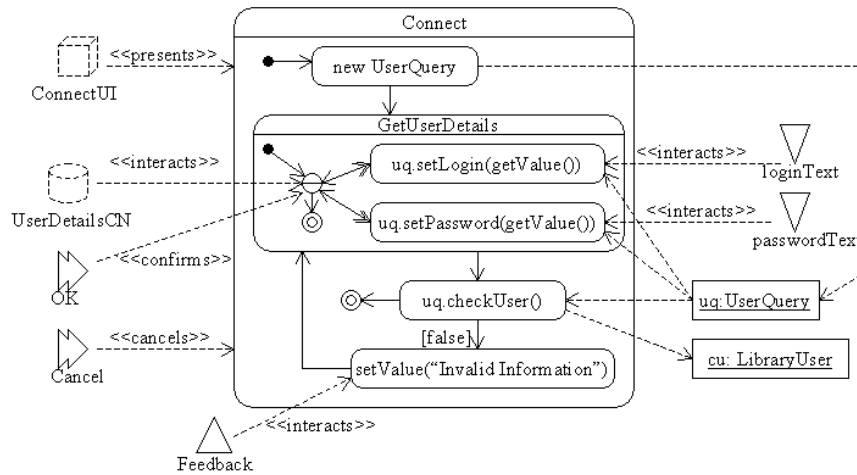 Connect
<<presents>>
new UserQuery
ConnectUI
GetUserDetails
<<interacts>>
uq.setLogin(getValue())
<<interacts>>
loginText
UserDetailsCN
uq.setPassword(getValue())
<<interacts>>
passwordText
<<confirms>>
OK
uq.checkUser()
uq:UserQuery
<<cancels>>
[false]
Cancel
setValue(“Invalid Information”)
cu: LibraryUser
<<interacts>>
Feedback